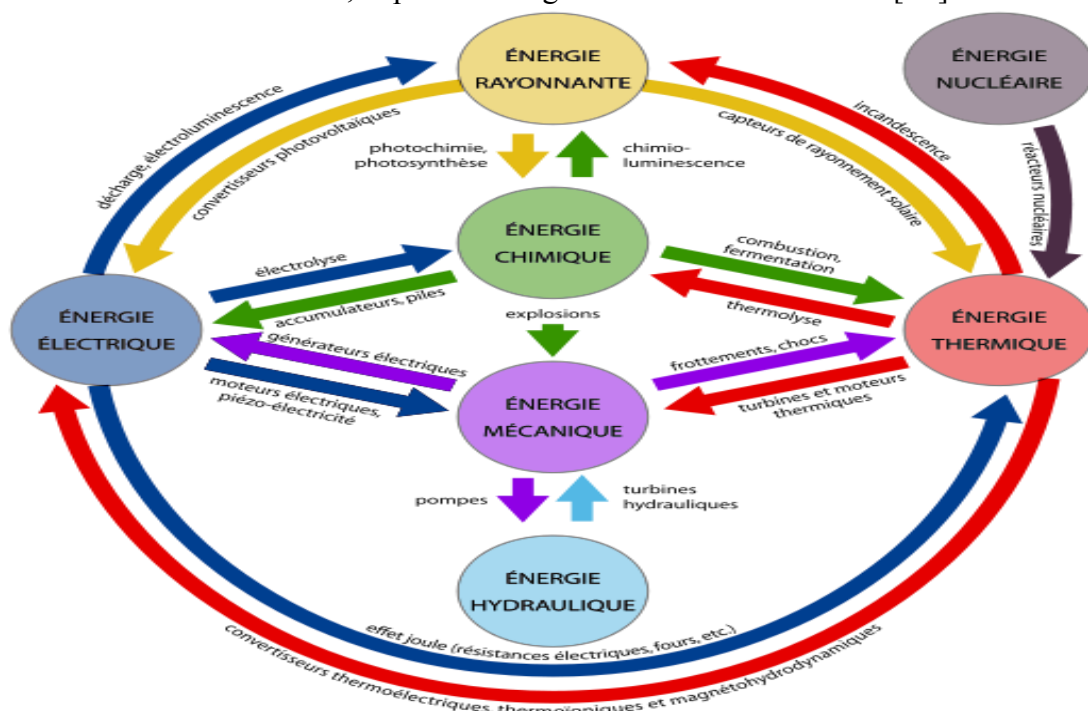 ÉNERGIE
RAYONNANTE
ÉNERGIE
NUCLÉAIRE
décharge, électroluminescence
convertisseurs photovoltaïques
photochimie,
photosynthèse
chimio-
luminescence
capteurs de rayonnement solaire
incandescence
réacteurs nucléaires
ÉNERGIE
CHIMIQUE
électrolyse
accumulateurs, piles
combustion,
fermentation
thermolyse
ÉNERGIE
ÉLECTRIQUE
explosions
ÉNERGIE
THERMIQUE
générateurs électriques
moteurs électriques,
piézo-électricité
frottements, chocs
turbines et moteurs
thermiques
ÉNERGIE
MÉCANIQUE
pompes
turbines
hydrauliques
ÉNERGIE
HYDRAULIQUE
effet joule (résistances électriques, fours, etc.)
convertisseurs thermoélectriques, thermoïoniques et magnétohydrodynamiques